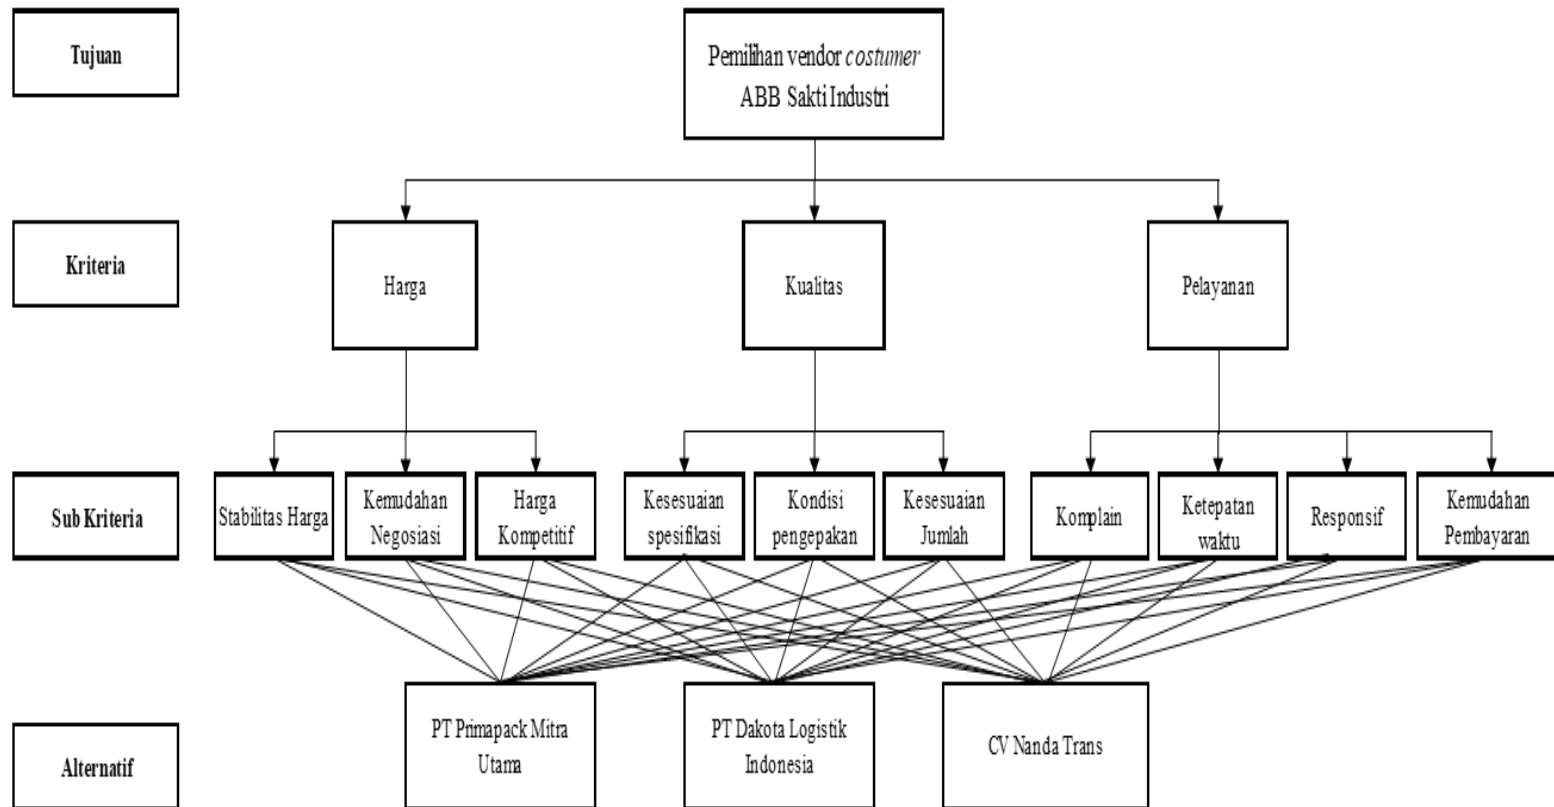 Tujuan
Pemilihan vendor costumer
ABB Sakti Industri
Kriteria
Harga
Kualitas
Pelayanan
Sub Kriteria
Stabilitas Harga
Kemudahan
Negosiasi
Harga
Kompetitif
Kesesuaian
spesifikasi
Kondisi
pengepakan
Kesesuaian
Jumlah
Komplain
Ketepatan
waktu
Responsif
Kemudahan
Pembayaran
Alternatif
PT Primapack Mitra
Utama
PT Dakota Logistik
Indonesia
CV Nanda Trans